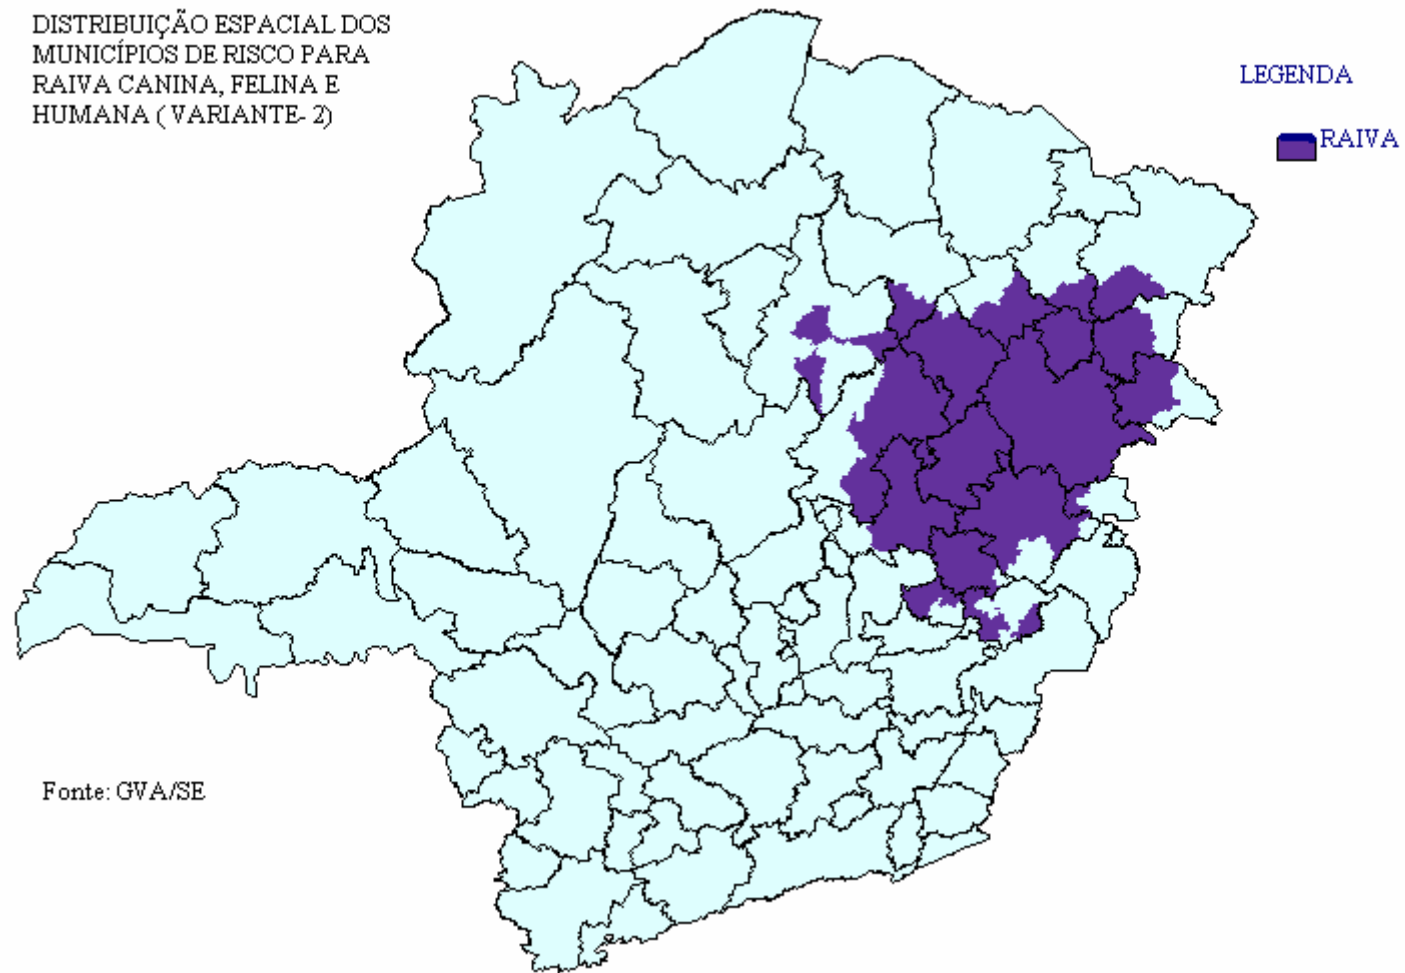 DISTRIBUIÇÃO ESPACIAL DOS
MUNICÍPIOS DE RISCO PARA
RAIVA CANINA, FELINA E
HUMANA ( VARIANTE- 2)
LEGENDA
RAIVA
Fonte: GVA/SE